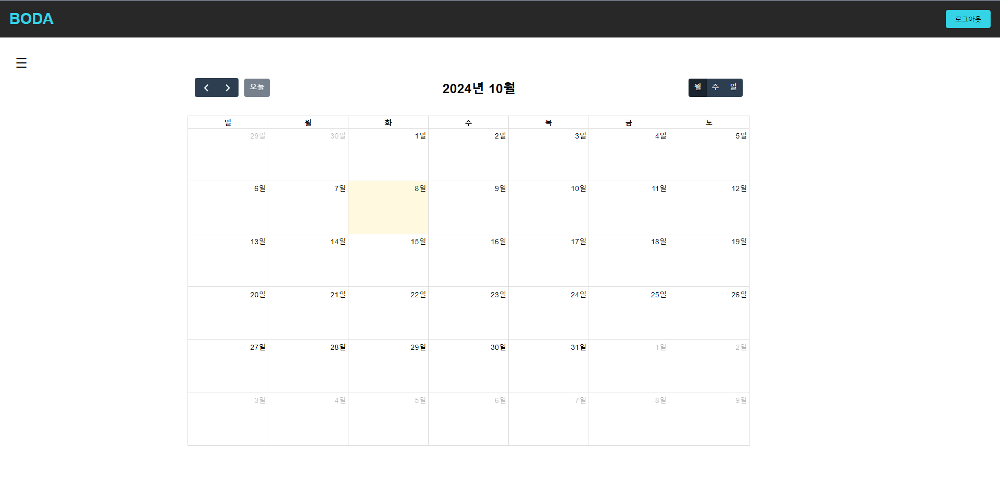 BODA 로그아웃
오늘 2024년 10월 월 주 일
일 월 화 수 목 금 토
29일 30일 1일 2일 3일 4일 5일
6일 7일 8일 9일 10일 11일 12일
13일 14일 15일 16일 17일 18일 19일
20일 21일 22일 23일 24일 25일 26일
27일 28일 29일 30일 31일 1일 2일
3일 4일 5일 6일 7일 8일 9일